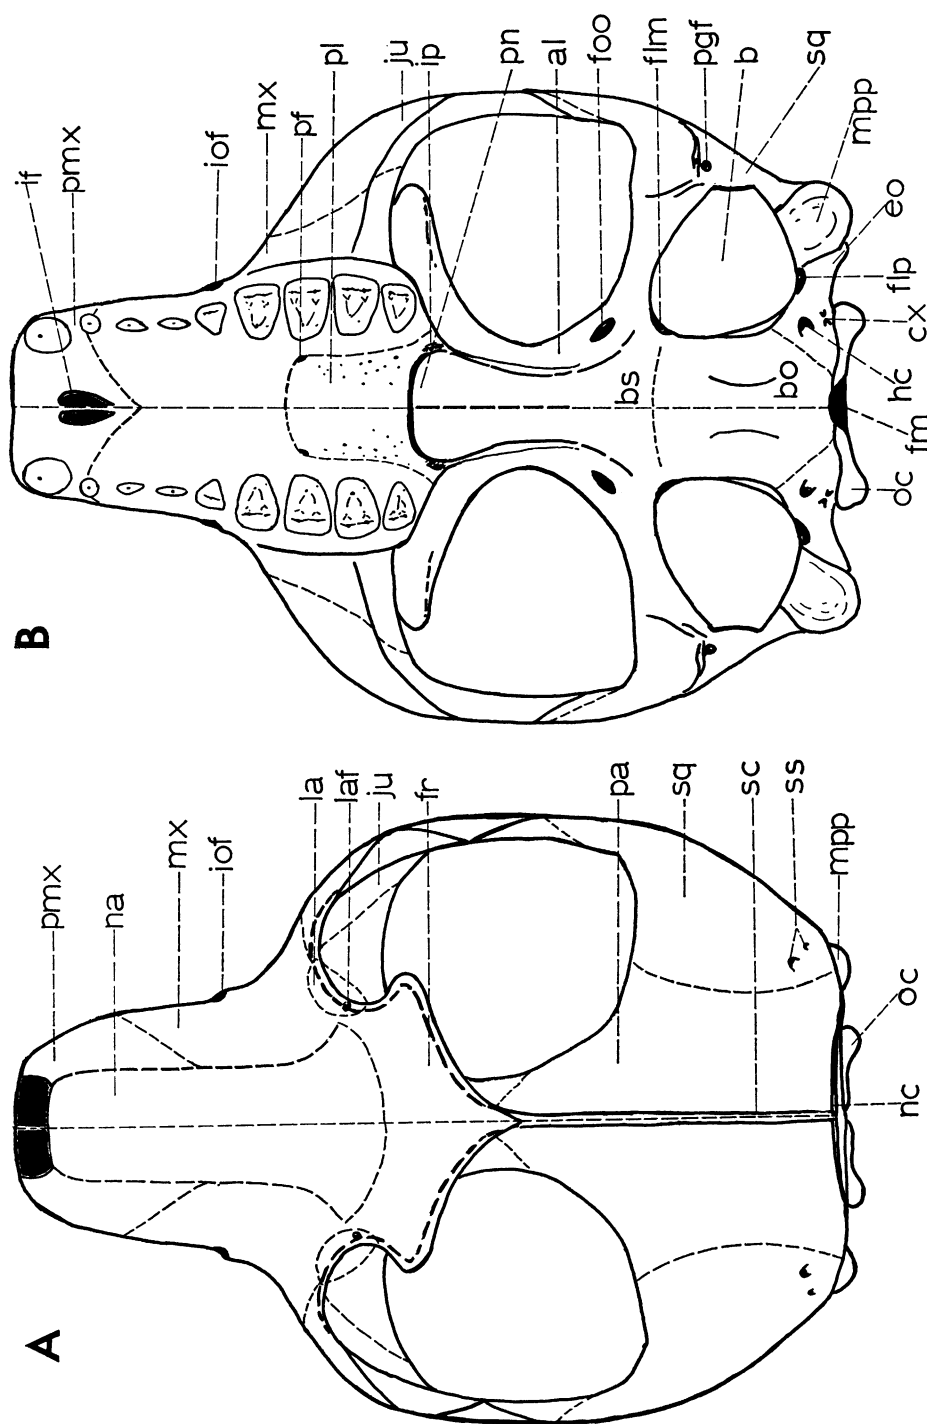 A
pmx
na
mx
iof
la
laf
ju
fr
pa
sq
sc
ss
mpp
oc
nc
B
if
pmx
iof
mx
pf
pl
ju
ip
pn
al
foo
flm
pgf
b
sq
mpp
eo
flp
cx
hc
fm
oc
bs
bo